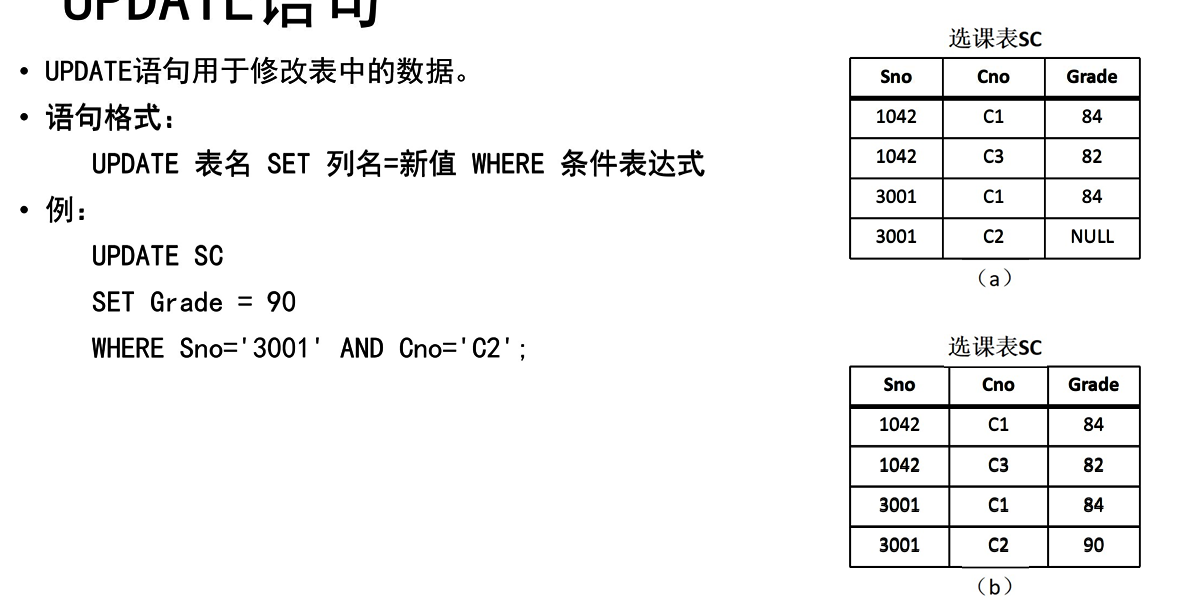 UPDATE语句
• UPDATE语句用于修改表中的数据。
• 语句格式：
UPDATE 表名 SET 列名=新值 WHERE 条件表达式
• 例：
UPDATE SC
SET Grade = 90
WHERE Sno='3001' AND Cno='C2';
选课表SC
Sno Cno Grade
1042 C1 84
1042 C3 82
3001 C1 84
3001 C2 NULL
（a）
选课表SC
Sno Cno Grade
1042 C1 84
1042 C3 82
3001 C1 84
3001 C2 90
（b）